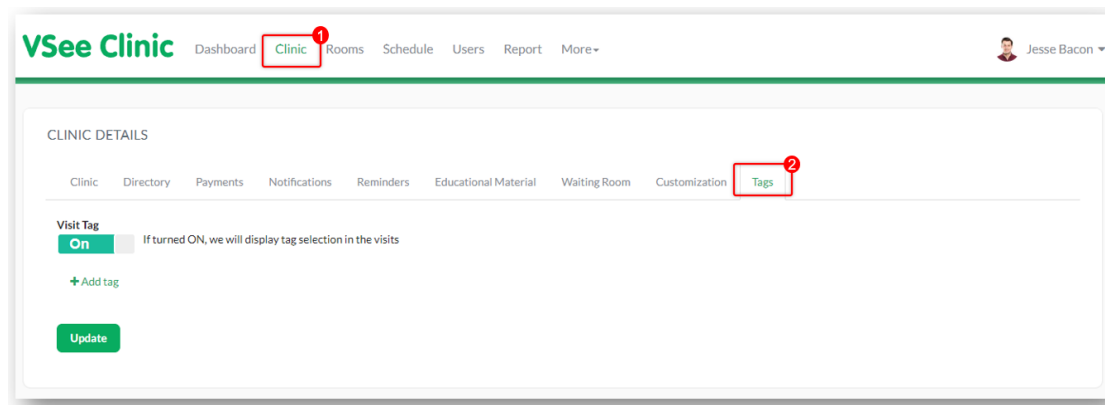 VSee Clinic Dashboard Clinic Rooms Schedule Users Report More Jesse Bacon
1
CLINIC DETAILS
2
Clinic Directory Payments Notifications Reminders Educational Material Waiting Room Customization Tags
Visit Tag
On If turned ON, we will display tag selection in the visits
+ Add tag
Update